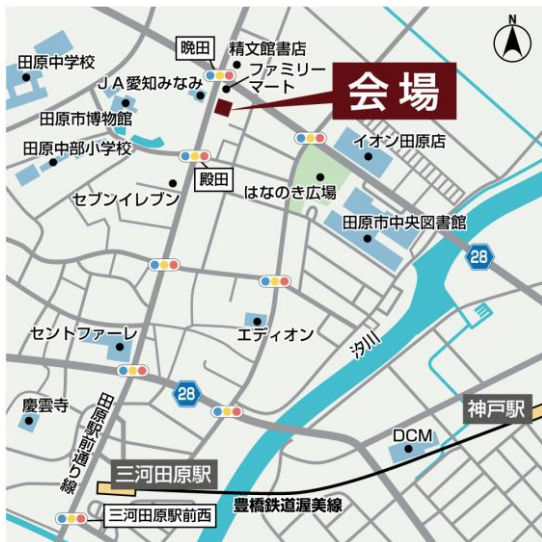 N
晩田
精文館書店
田原中学校
ファミリー
マート
JA愛知みなみ
会場
田原市博物館
イオン田原店
田原中部小学校
殿田
セブンイレブン
はなのき広場
田原市中央図書館
28
セントファーレ
エディオン
汐川
28
慶雲寺
田原駅前通り線
神戸駅
DCM
三河田原駅
豊橋鉄道渥美線
三河田原駅前西